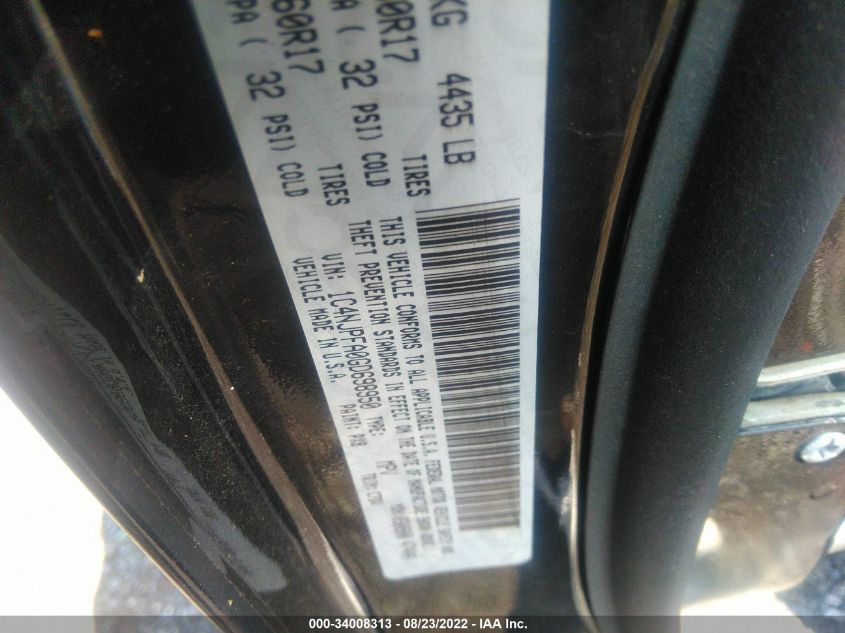 KG 4435 LB
0R17 TIRES
A ( 32 PSI) COLD
60R17 TIRES
PA ( 32 PSI) COLD
THIS VEHICLE CONFORMS TO ALL APPLICABLE U.S.A. FEDERAL MOTOR VEHICLE SAFETY AND
THEFT PREVENTION STANDARDS IN EFFECT ON THE DATE OF MANUFACTURE SHOWN ABOVE
VIN: 1C4NJPFA0GD698950 TYPE: MPV
VEHICLE MADE IN U.S.A. PAINT:
000-34008313 - 08/23/2022 - IAA Inc.